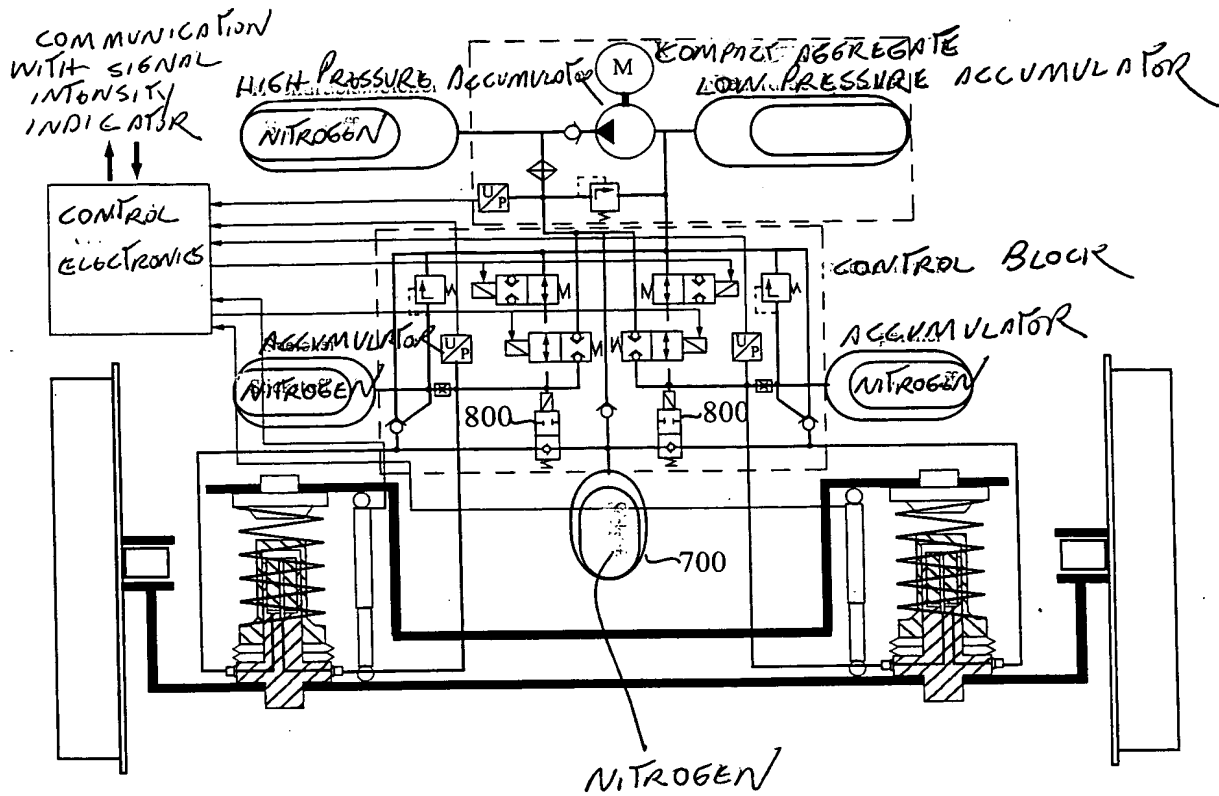 COMMUNICATION
WITH SIGNAL
INTENSITY
INDICATOR
HIGH PRESSURE ACCUMULATOR
M
COMPACT AGGREGATE
LOW PRESSURE ACCUMULATOR
NITROGEN
U/P
CONTROL
ELECTRONICS
CONTROL BLOCK
ACCUMULATOR
U/P
U/P
ACCUMULATOR
NITROGEN
NITROGEN
800
800
700
NITROGEN